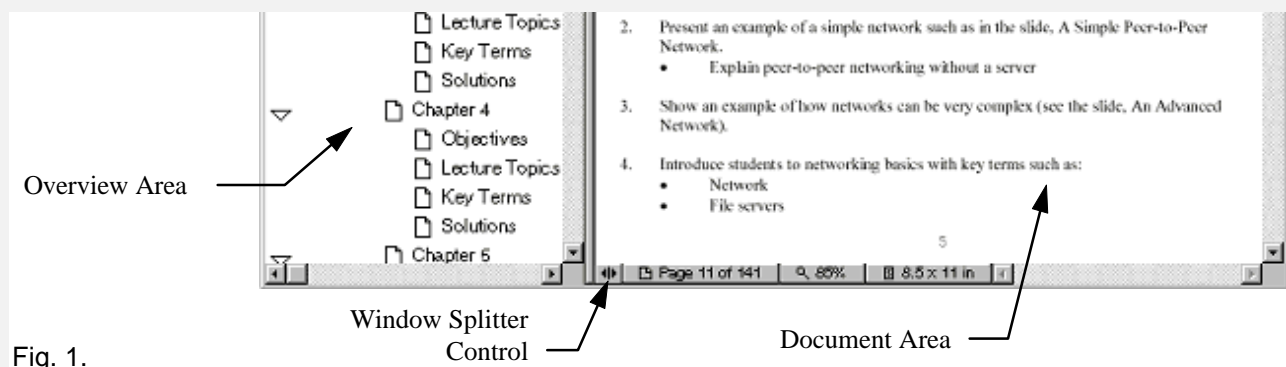 Lecture Topics
Key Terms
Solutions
Chapter 4
Objectives
Lecture Topics
Key Terms
Solutions
Chapter 5
2. Present an example of a simple network such as in the slide, A Simple Peer-to-Peer
Network.
• Explain peer-to-peer networking without a server
3. Show an example of how networks can be very complex (see the slide, An Advanced
Network).
4. Introduce students to networking basics with key terms such as:
• Network
• File servers
5
Page 11 of 141 85% 8.5 x 11 in
Overview Area
Window Splitter
Control
Document Area
Fig. 1.